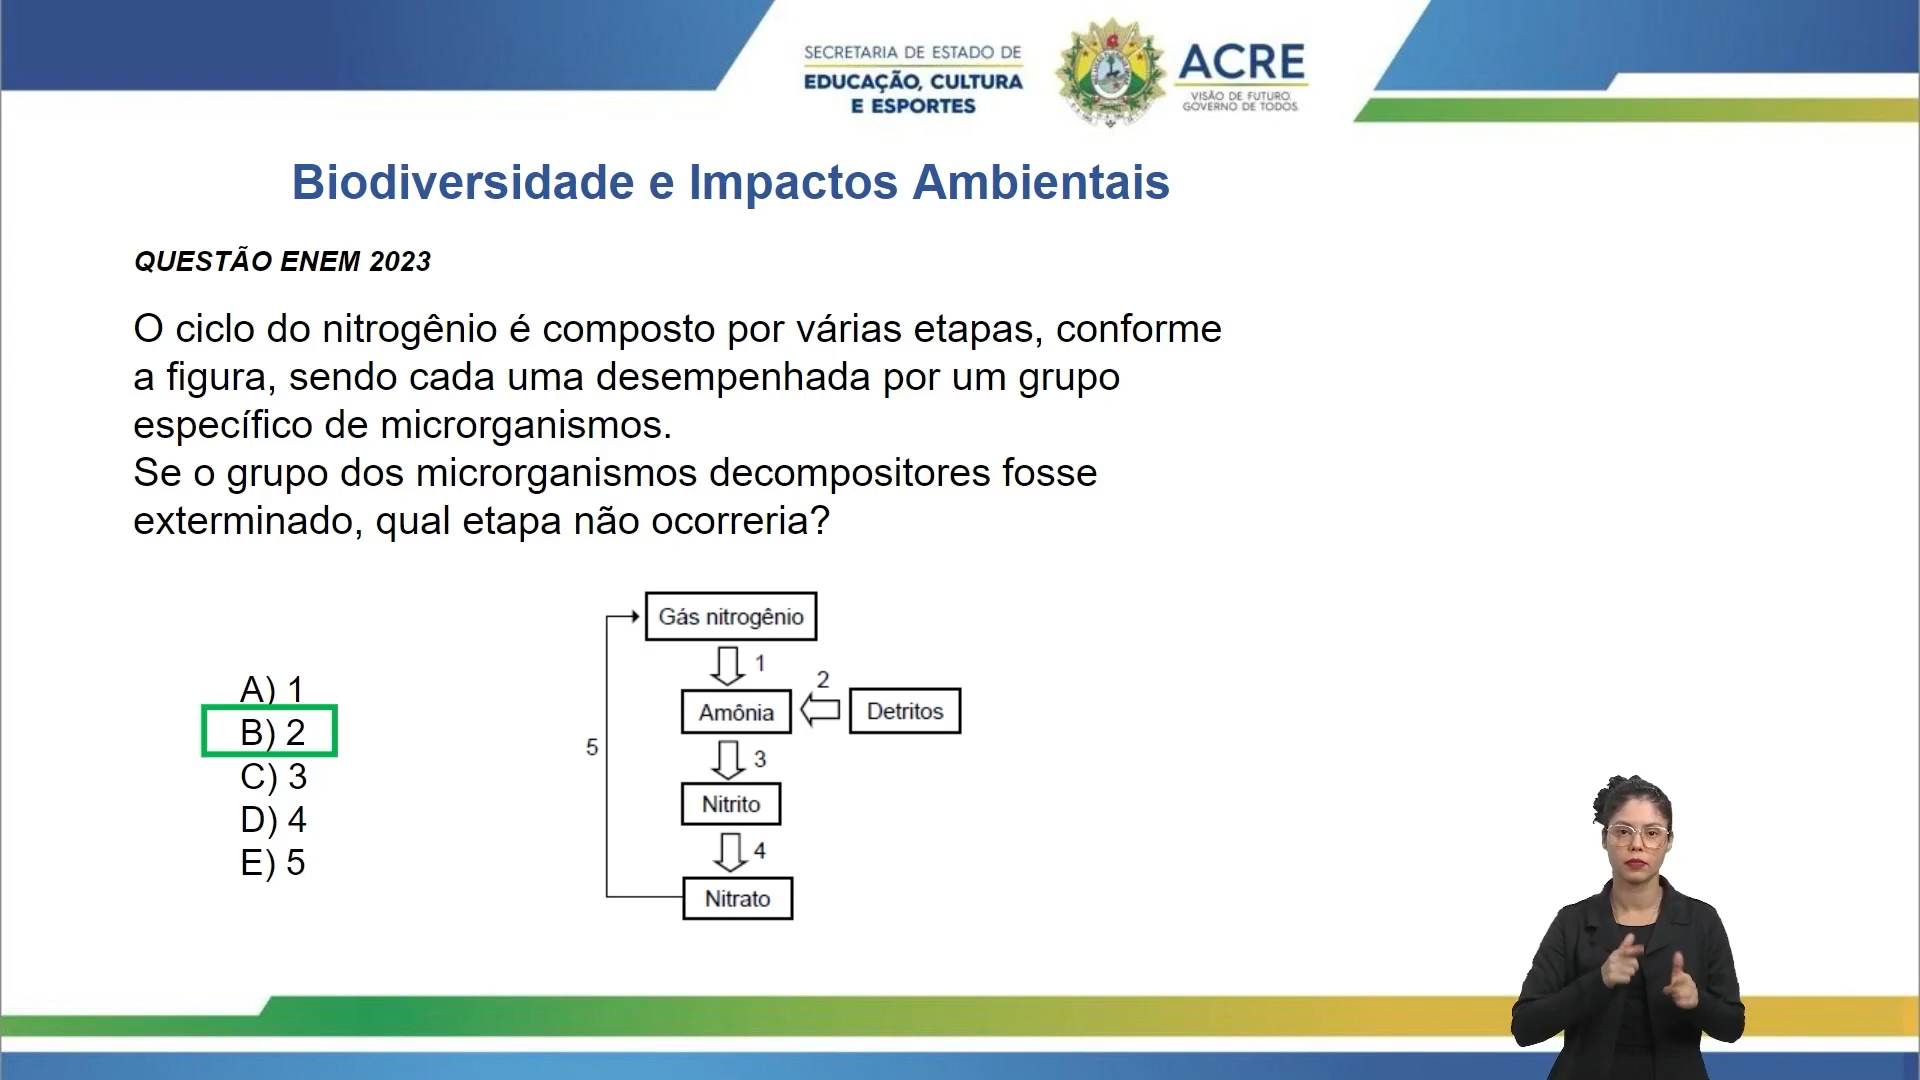 SECRETARIA DE ESTADO DE
EDUCAÇÃO, CULTURA
E ESPORTES
ACRE
VISÃO DE FUTURO.
GOVERNO DE TODOS.
Biodiversidade e Impactos Ambientais
QUESTÃO ENEM 2023
O ciclo do nitrogênio é composto por várias etapas, conforme
a figura, sendo cada uma desempenhada por um grupo
específico de microrganismos.
Se o grupo dos microrganismos decompositores fosse
exterminado, qual etapa não ocorreria?
A) 1
B) 2
C) 3
D) 4
E) 5
Gás nitrogênio
1
2
Amônia
Detritos
5
3
Nitrito
4
Nitrato